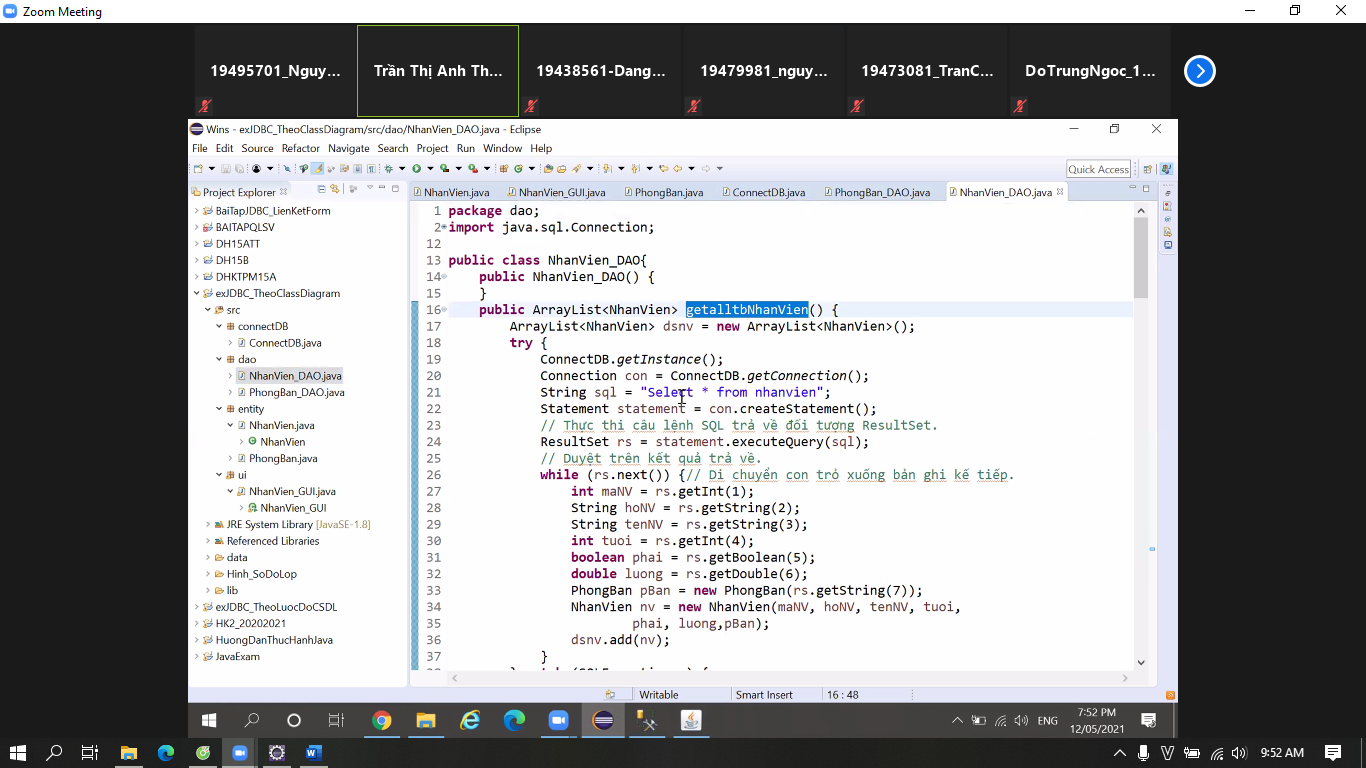 Zoom Meeting
19495701_Nguy...
Trần Thị Anh Th...
19438561-Dang...
19479981_nguy...
19473081_TranC...
DoTrungNgoc_1...
Wins - exJDBC_TheoClassDiagram/src/dao/NhanVien_DAO.java - Eclipse
File Edit Source Refactor Navigate Search Project Run Window Help
Quick Access
Project Explorer
NhanVien.java NhanVien_GUI.java PhongBan.java ConnectDB.java PhongBan_DAO.java NhanVien_DAO.java
BaiTapJDBC_LienKetForm
BAITAPQLSV
DH15ATT
DH15B
DHKTPM15A
exJDBC_TheoClassDiagram
src
connectDB
ConnectDB.java
dao
NhanVien_DAO.java
PhongBan_DAO.java
entity
NhanVien.java
NhanVien
PhongBan.java
ui
NhanVien_GUI.java
NhanVien_GUI
JRE System Library [JavaSE-1.8]
Referenced Libraries
data
Hinh_SoDoLop
lib
exJDBC_TheoLuocDoCSDL
HK2_20202021
HuongDanThucHanhJava
JavaExam
1 package dao;
2 import java.sql.Connection;
12
13 public class NhanVien_DAO{
14 public NhanVien_DAO() {
15 }
16 public ArrayList<NhanVien> getalltbNhanVien() {
17 ArrayList<NhanVien> dsnv = new ArrayList<NhanVien>();
18 try {
19 ConnectDB.getInstance();
20 Connection con = ConnectDB.getConnection();
21 String sql = "Select * from nhanvien";
22 Statement statement = con.createStatement();
23 // Thực thi câu lệnh SQL trả về đối tượng ResultSet.
24 ResultSet rs = statement.executeQuery(sql);
25 // Duyệt trên kết quả trả về.
26 while (rs.next()) {// Di chuyển con trỏ xuống bản ghi kế tiếp.
27 int maNV = rs.getInt(1);
28 String hoNV = rs.getString(2);
29 String tenNV = rs.getString(3);
30 int tuoi = rs.getInt(4);
31 boolean phai = rs.getBoolean(5);
32 double luong = rs.getDouble(6);
33 PhongBan pBan = new PhongBan(rs.getString(7));
34 NhanVien nv = new NhanVien(maNV, hoNV, tenNV, tuoi,
35 phai, luong,pBan);
36 dsnv.add(nv);
37 }
Writable Smart Insert 16 : 48
ENG
7:52 PM
12/05/2021
9:52 AM